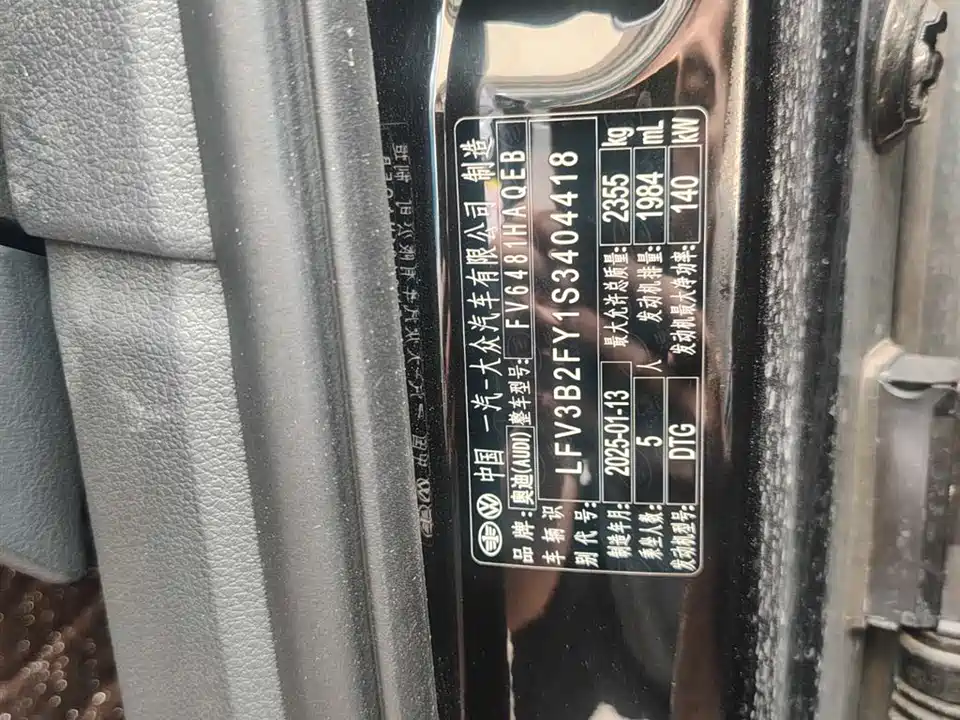 中国 一汽-大众汽车有限公司 制造
品牌:奥迪(AUDI) 整车型号: FV6481HAQEB
车辆识别代号: LFV3B2FY1S3404418
制造年月: 2025-01-13 最大允许总质量: 2355 kg
乘坐人数: 5 人 发动机排量: 1984 mL
发动机型号: DTG 发动机最大净功率: 140 kW